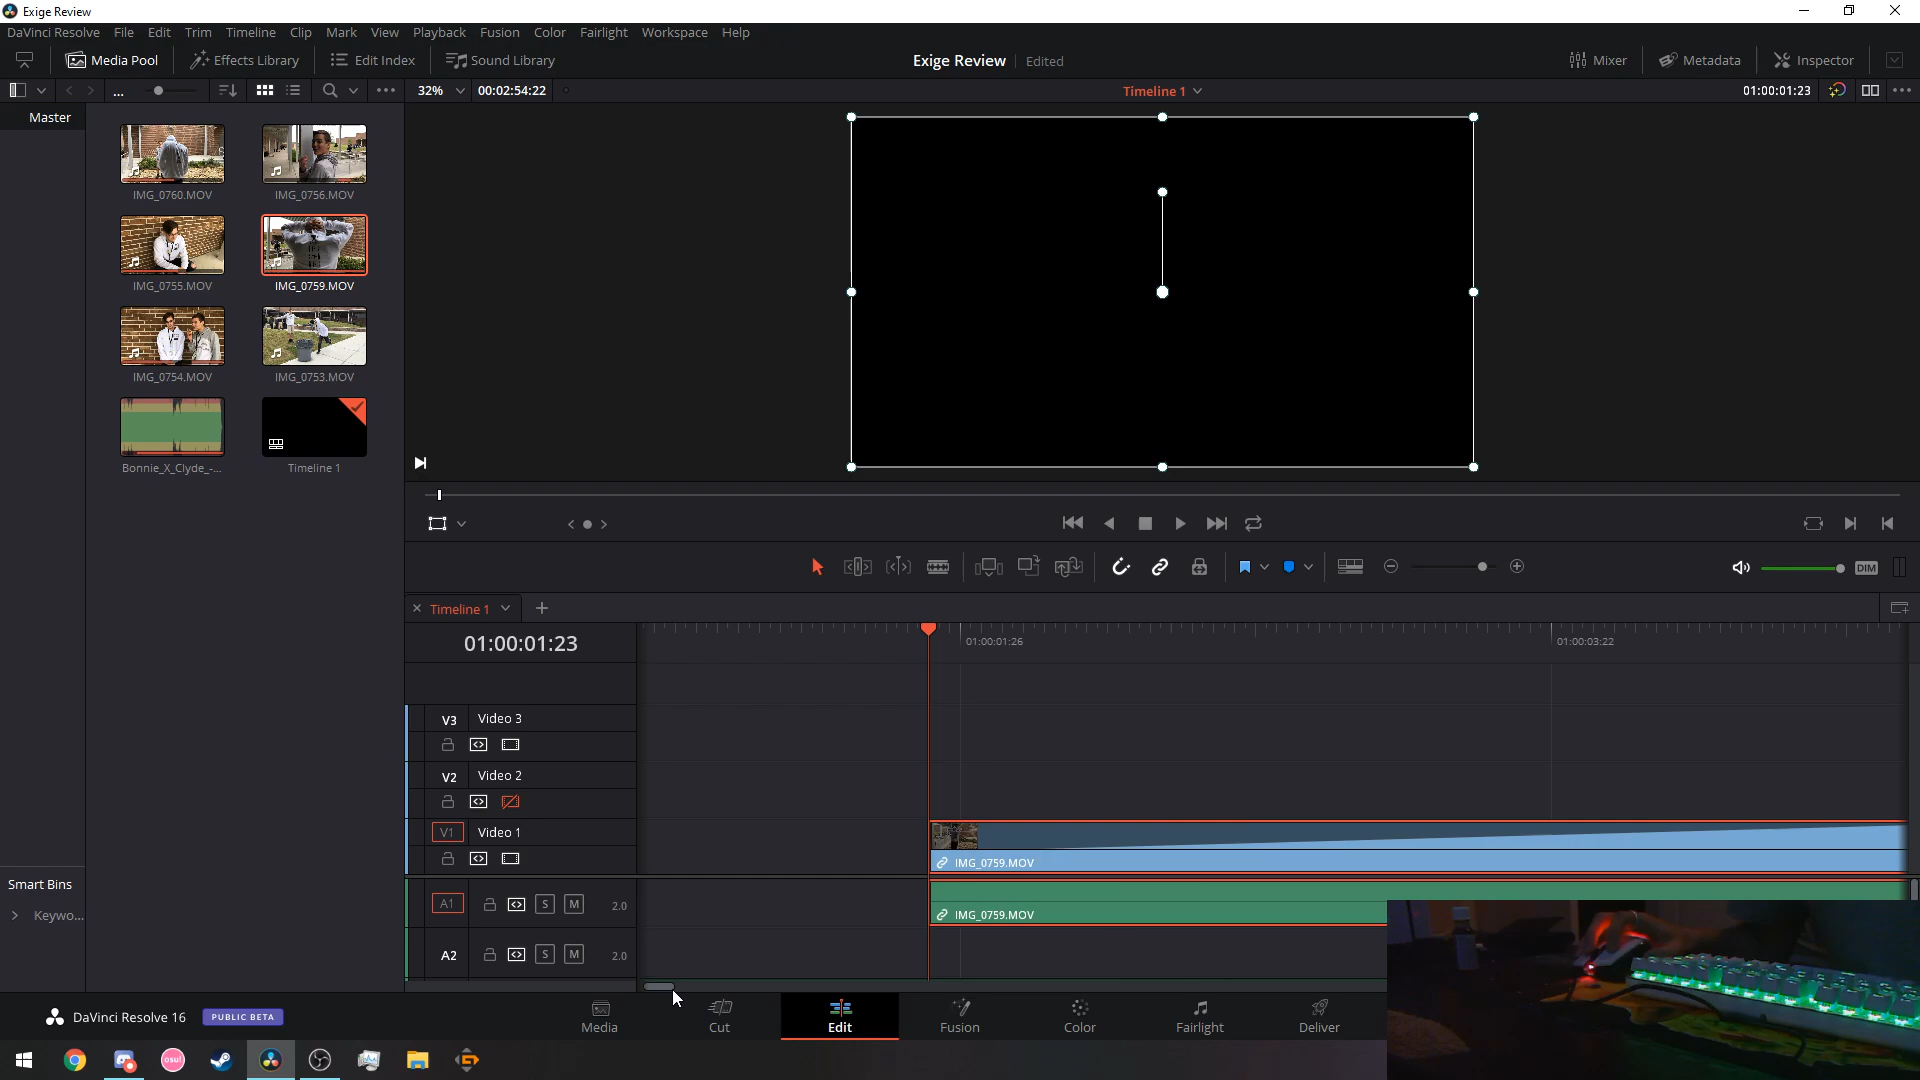 Exige Review
DaVinci Resolve File Edit Trim Timeline Clip Mark View Playback Fusion Color Fairlight Workspace Help
Media Pool Effects Library Edit Index Sound Library Exige Review Edited Mixer Metadata Inspector
... 32% 00:02:54:22 Timeline 1 01:00:01:23
Master
IMG_0760.MOV IMG_0756.MOV
IMG_0755.MOV IMG_0759.MOV
IMG_0754.MOV IMG_0753.MOV
Bonnie_X_Clyde_-... Timeline 1
DIM
Timeline 1
01:00:01:23 01:00:01:26 01:00:03:22
V3 Video 3
V2 Video 2
V1 Video 1
IMG_0759.MOV
Smart Bins
A1 S M 2.0
Keywo... IMG_0759.MOV
A2 S M 2.0
DaVinci Resolve 16 PUBLIC BETA Media Cut Edit Fusion Color Fairlight Deliver
osu!